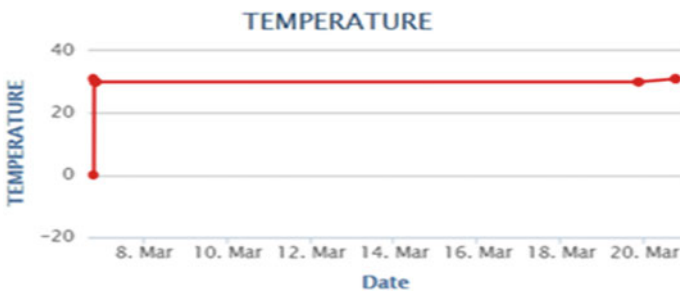 TEMPERATURE
40
20
0
-20
TEMPERATURE
8. Mar 10. Mar 12. Mar 14. Mar 16. Mar 18. Mar 20. Mar
Date